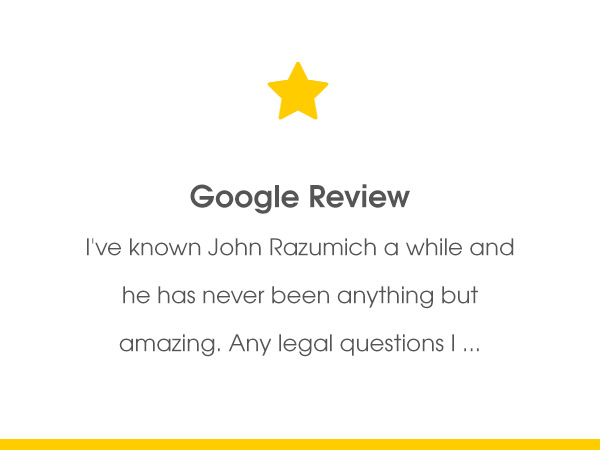 Google Review
I've known John Razumich a while and
he has never been anything but
amazing. Any legal questions I ...